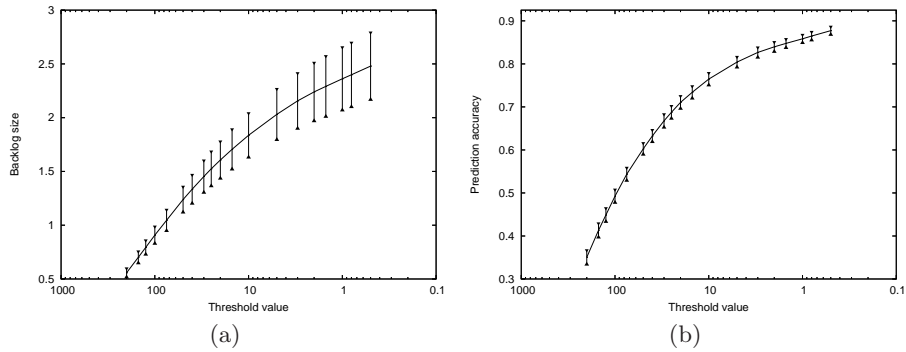 3
2.5
2
1.5
1
0.5
Backlog size
1000 100 10 1 0.1
Threshold value
(a)
0.9
0.8
0.7
0.6
0.5
0.4
0.3
Prediction accuracy
1000 100 10 1 0.1
Threshold value
(b)